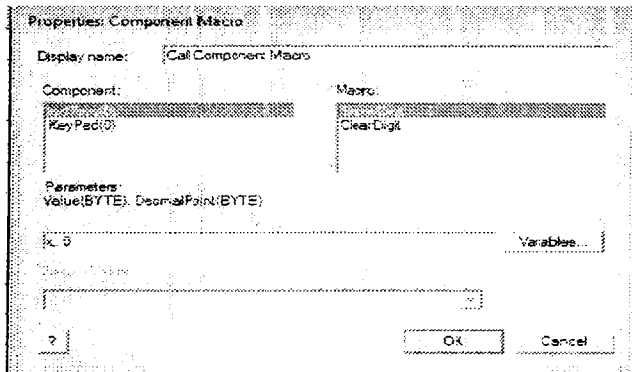 Properties: Component Macro
Display name:
Call Component Macro
Component:
Macro:
KeyPad(0)
ClearDigit
Parameters:
Value(BYTE), DecimalPoint(BYTE)
x, 0
Variables...
?
OK
Cancel